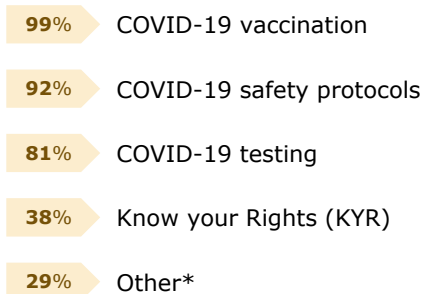 99% COVID-19 vaccination
92% COVID-19 safety protocols
81% COVID-19 testing
38% Know your Rights (KYR)
29% Other*